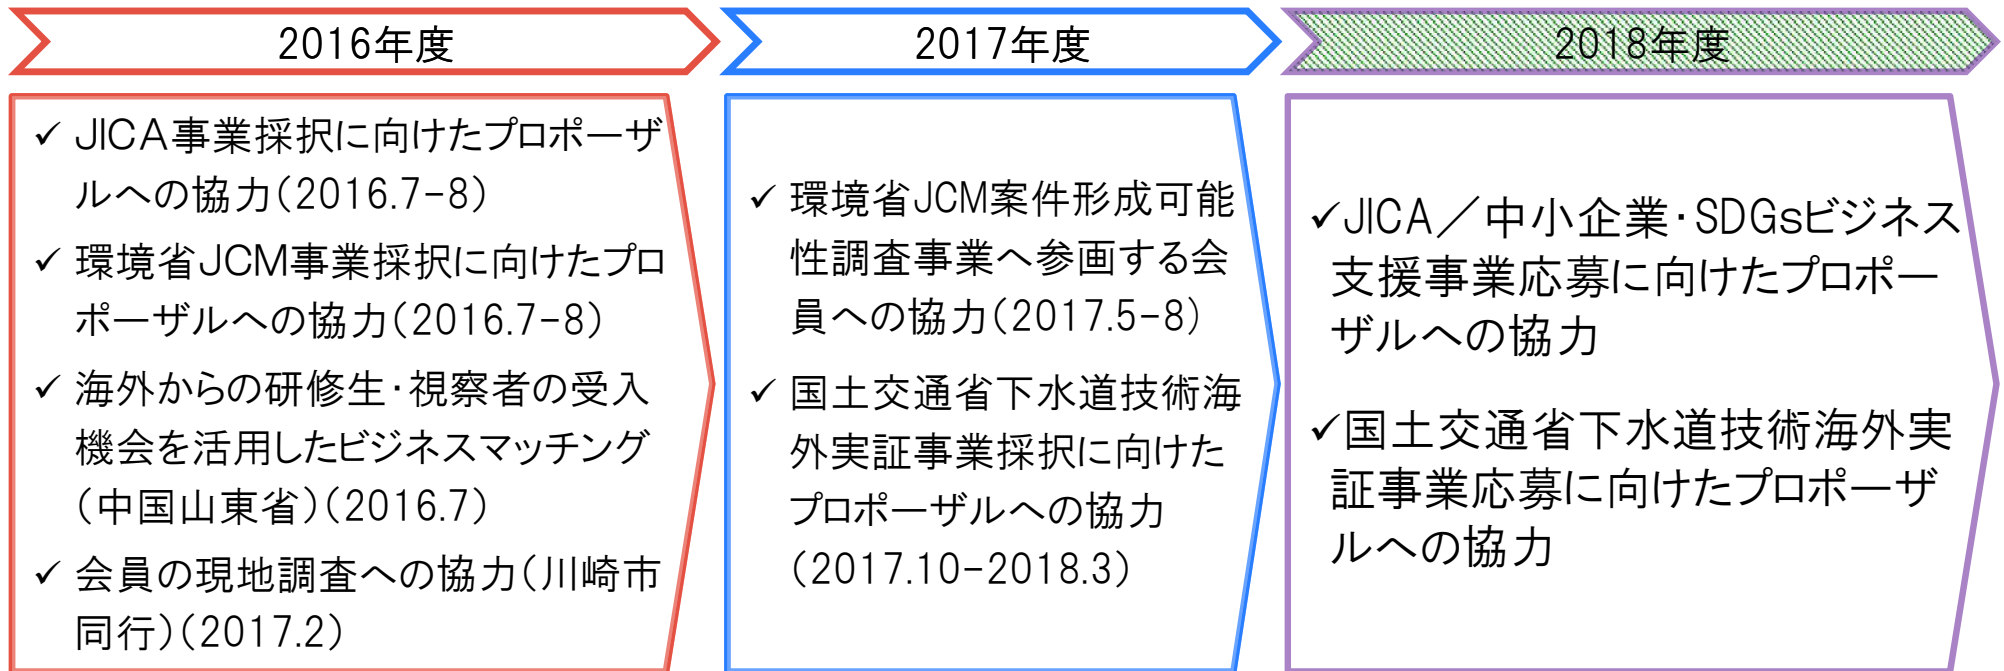 2016年度
✓ JICA事業採択に向けたプロポーザ
ルへの協力(2016.7-8)
✓ 環境省JCM事業採択に向けたプロ
ポーザルへの協力(2016.7-8)
✓ 海外からの研修生・視察者の受入
機会を活用したビジネスマッチング
(中国山東省)(2016.7)
✓ 会員の現地調査への協力(川崎市
同行)(2017.2)
2017年度
✓ 環境省JCM案件形成可能
性調査事業へ参画する会
員への協力(2017.5-8)
✓ 国土交通省下水道技術海
外実証事業採択に向けた
プロポーザルへの協力
(2017.10-2018.3)
2018年度
✓JICA/中小企業・SDGsビジネス
支援事業応募に向けたプロポー
ザルへの協力
✓国土交通省下水道技術海外実
証事業応募に向けたプロポーザ
ルへの協力